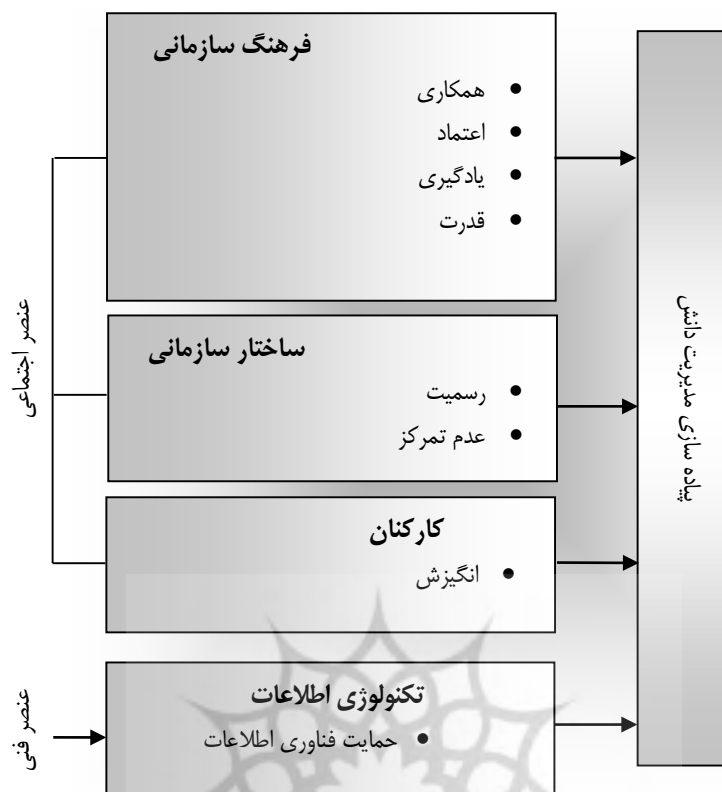 فرهنگ سازمانی
• همکاری
• اعتماد
• یادگیری
• قدرت
ساختار سازمانی
• رسمیت
• عدم تمرکز
کارکنان
• انگیزش
تکنولوژی اطلاعات
• حمایت فناوری اطلاعات
پیاده سازی مدیریت دانش
عنصر اجتماعی
عنصر فنی